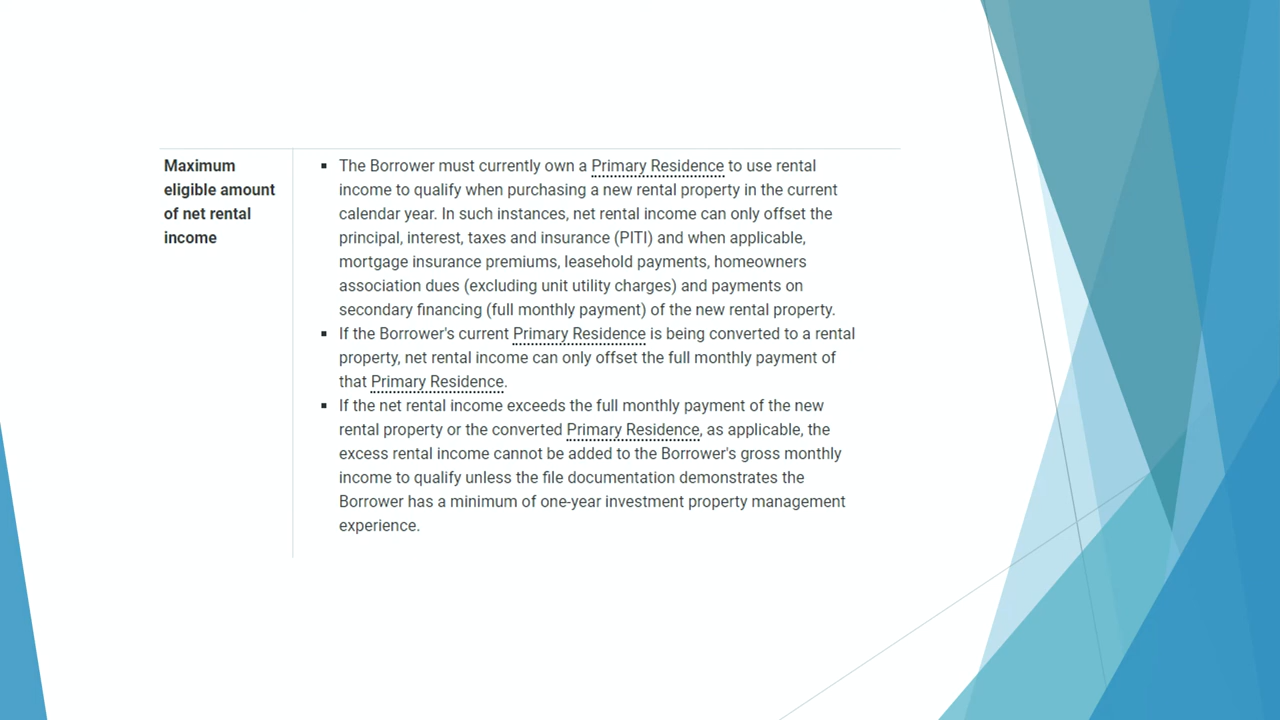 Maximum
eligible amount
of net rental
income
▪ The Borrower must currently own a Primary Residence to use rental
income to qualify when purchasing a new rental property in the current
calendar year. In such instances, net rental income can only offset the
principal, interest, taxes and insurance (PITI) and when applicable,
mortgage insurance premiums, leasehold payments, homeowners
association dues (excluding unit utility charges) and payments on
secondary financing (full monthly payment) of the new rental property.
▪ If the Borrower's current Primary Residence is being converted to a rental
property, net rental income can only offset the full monthly payment of
that Primary Residence.
▪ If the net rental income exceeds the full monthly payment of the new
rental property or the converted Primary Residence, as applicable, the
excess rental income cannot be added to the Borrower's gross monthly
income to qualify unless the file documentation demonstrates the
Borrower has a minimum of one-year investment property management
experience.